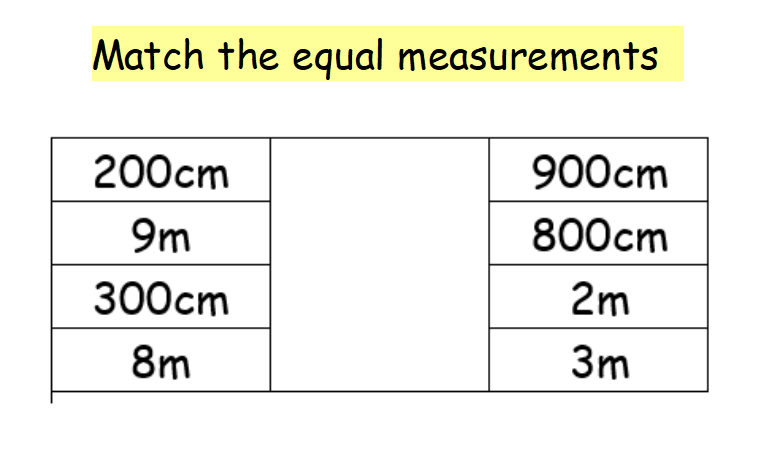 Match the equal measurements
200cm 900cm
9m 800cm
300cm 2m
8m 3m